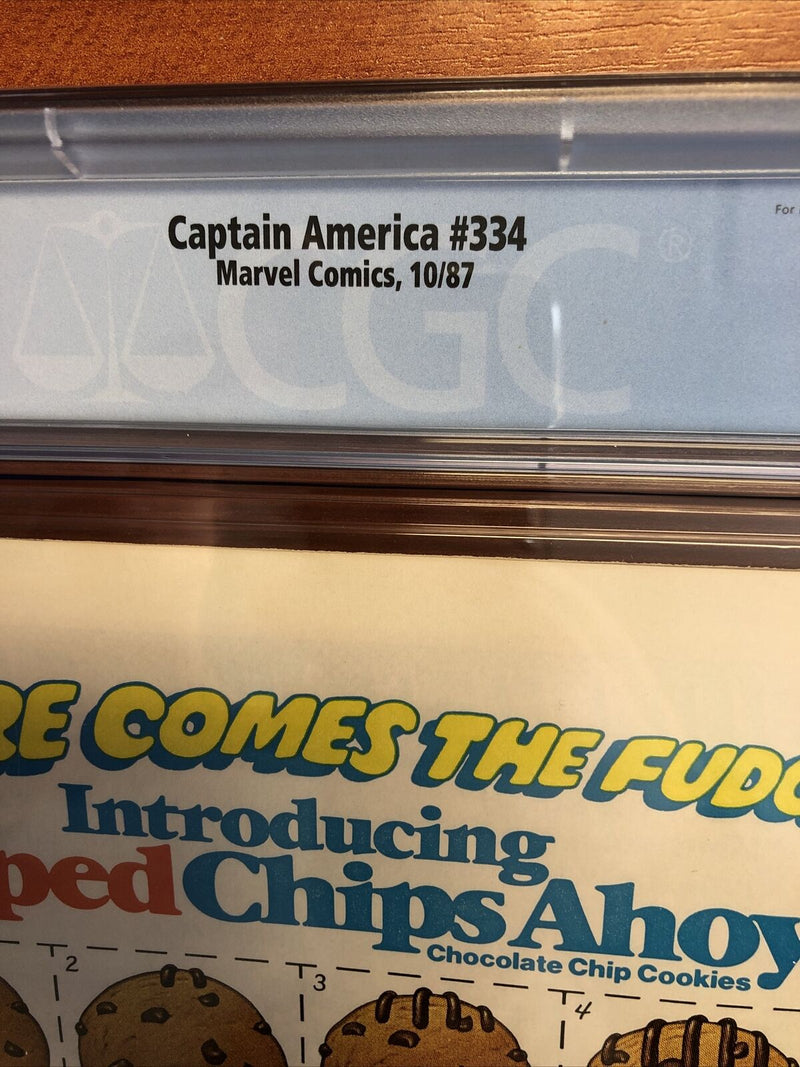 Captain America #334
Marvel Comics, 10/87
For
CGC®
RE COMES THE FUDG
Introducing
ped Chips Ahoy
Chocolate Chip Cookies
2
3
4